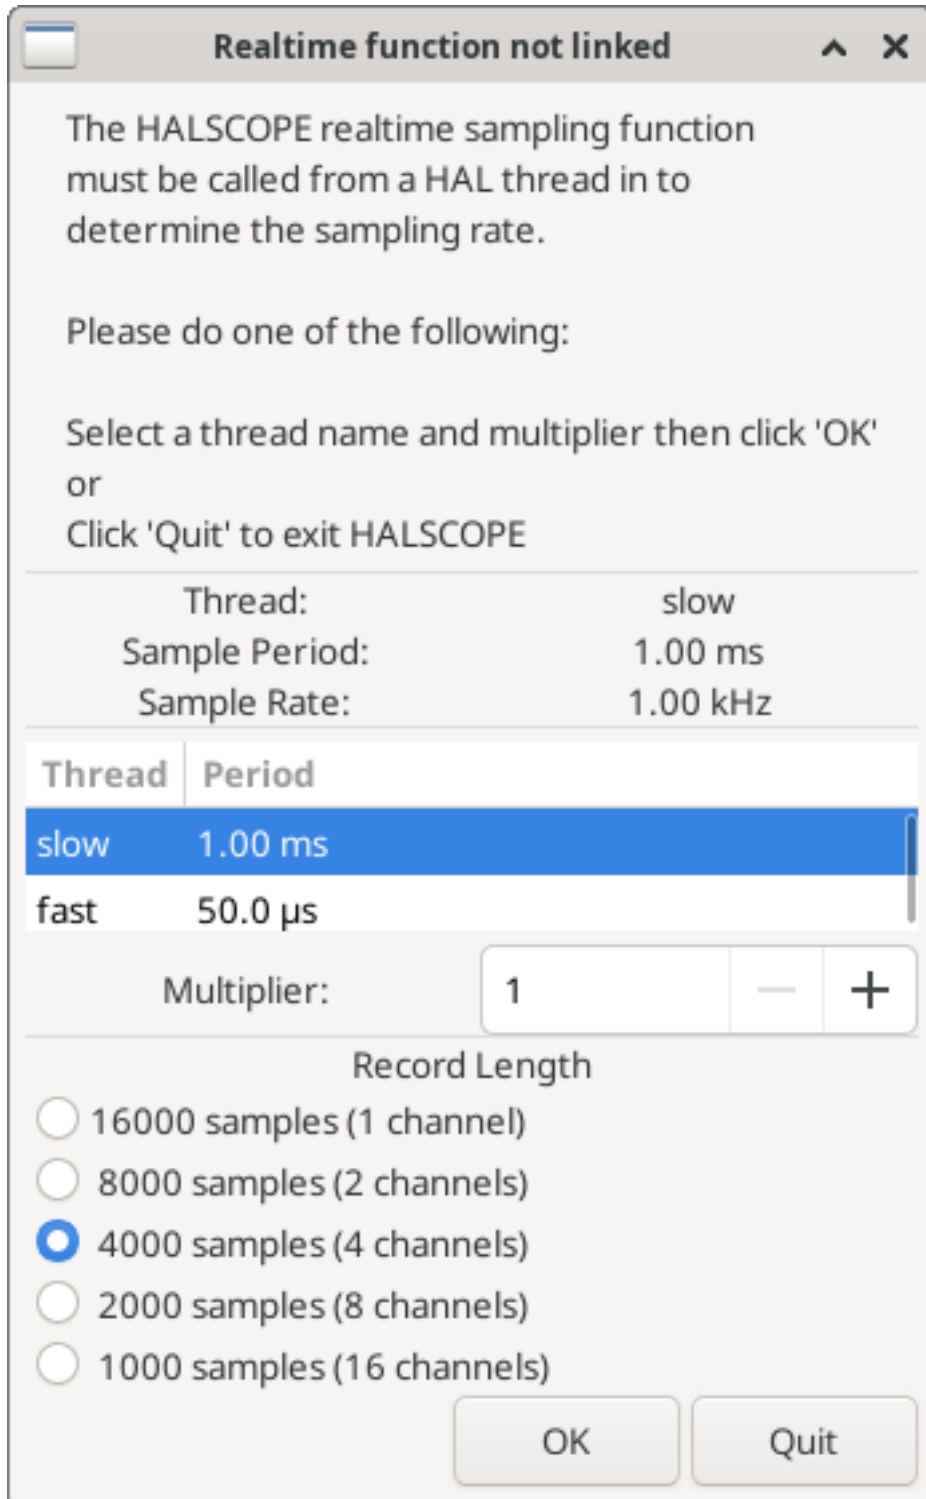 Realtime function not linked
The HALSCOPE realtime sampling function
must be called from a HAL thread in to
determine the sampling rate.
Please do one of the following:
Select a thread name and multiplier then click 'OK'
or
Click 'Quit' to exit HALSCOPE
Thread: slow
Sample Period: 1.00 ms
Sample Rate: 1.00 kHz
Thread Period
slow 1.00 ms
fast 50.0 µs
Multiplier: 1
Record Length
16000 samples (1 channel)
8000 samples (2 channels)
4000 samples (4 channels)
2000 samples (8 channels)
1000 samples (16 channels)
OK Quit